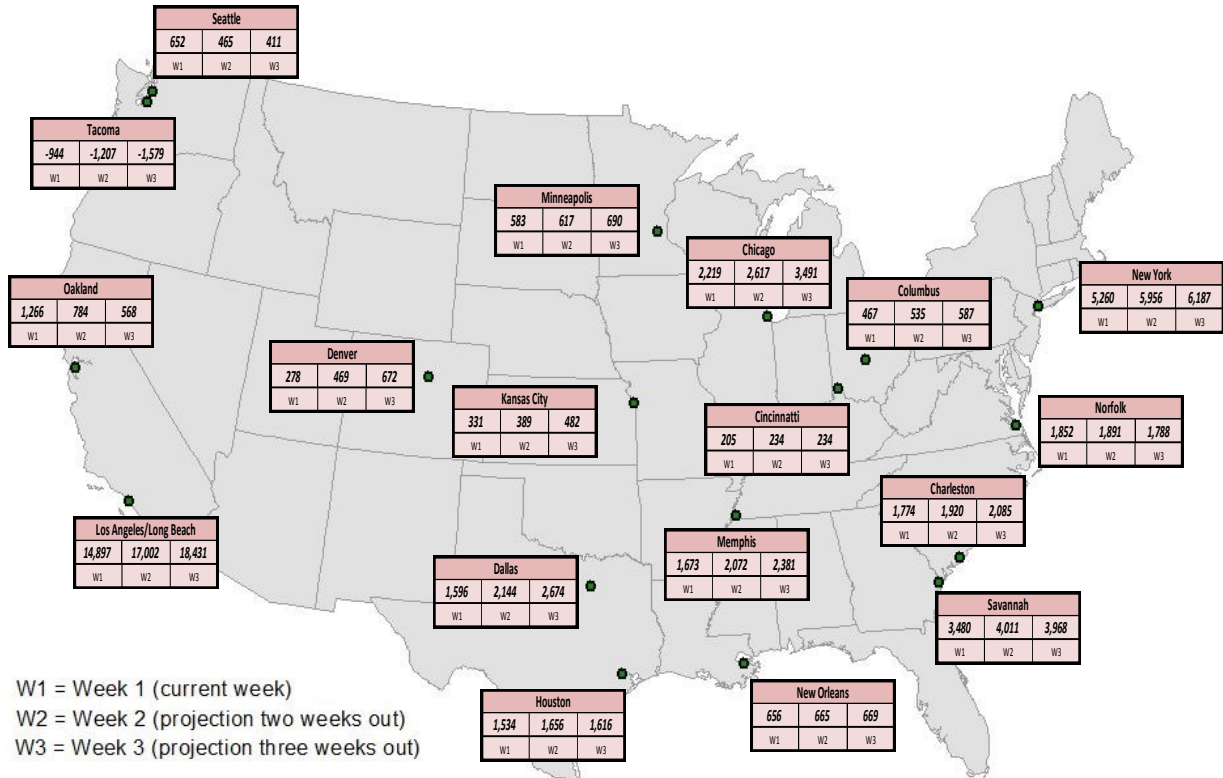 Seattle
652 465 411
W1 W2 W3
Tacoma
-944 -1,207 -1,579
W1 W2 W3
Minneapolis
583 617 690
W1 W2 W3
Chicago
2,219 2,617 3,491
W1 W2 W3
New York
5,260 5,956 6,187
W1 W2 W3
Oakland
1,266 784 568
W1 W2 W3
Columbus
467 535 587
W1 W2 W3
Denver
278 469 672
W1 W2 W3
Kansas City
331 389 482
W1 W2 W3
Cincinnatti
205 234 234
W1 W2 W3
Norfolk
1,852 1,891 1,788
W1 W2 W3
Charleston
1,774 1,920 2,085
W1 W2 W3
Los Angeles/Long Beach
14,897 17,002 18,431
W1 W2 W3
Memphis
1,673 2,072 2,381
W1 W2 W3
Dallas
1,596 2,144 2,674
W1 W2 W3
Savannah
3,480 4,011 3,968
W1 W2 W3
New Orleans
656 665 669
W1 W2 W3
Houston
1,534 1,656 1,616
W1 W2 W3
W1 = Week 1 (current week)
W2 = Week 2 (projection two weeks out)
W3 = Week 3 (projection three weeks out)